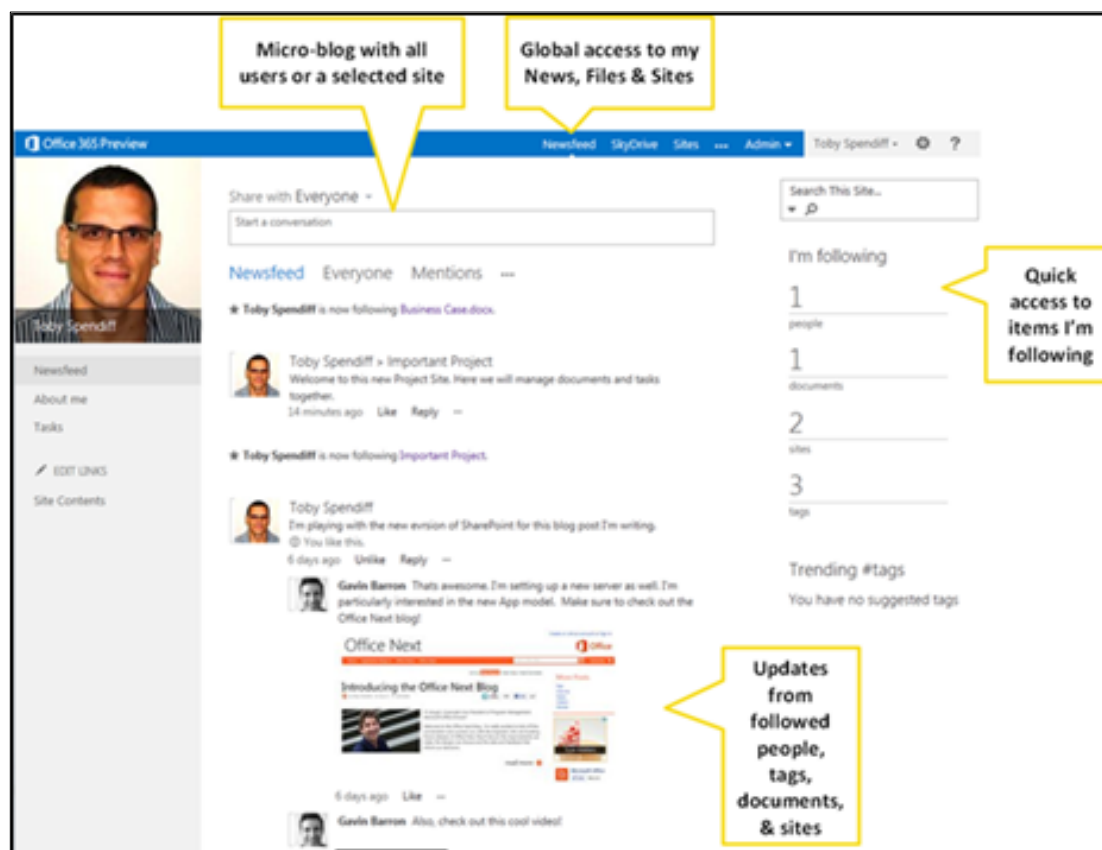 Micro-blog with all
users or a selected site
Global access to my
News, Files & Sites
Office 365 Preview
Newsfeed SkyDrive Sites ... Admin Toby Spendiff ?
Toby Spendiff
Newsfeed
About me
Tasks
EDIT LINKS
Site Contents
Share with Everyone
Start a conversation
Newsfeed Everyone Mentions ...
Toby Spendiff is now following Business Case.docx.
Toby Spendiff > Important Project
Welcome to this new Project Site. Here we will manage documents and tasks
together.
14 minutes ago Like Reply ...
Toby Spendiff is now following Important Project.
Toby Spendiff
I'm playing with the new evrsion of SharePoint for this blog post I'm writing.
You like this.
6 days ago Unlike Reply ...
Gavin Barron Thats awesome. I'm setting up a new server as well. I'm
particularly interested in the new App model. Make sure to check out the
Office Next blog!
Office Next
Office
Introducing the Office Next Blog
read more
6 days ago Like ...
Gavin Barron Also, check out this cool video!
Search This Site...
I'm following
1
people
1
documents
2
sites
3
tags
Trending #tags
You have no suggested tags
Quick
access to
items I'm
following
Updates
from
followed
people,
tags,
documents,
& sites